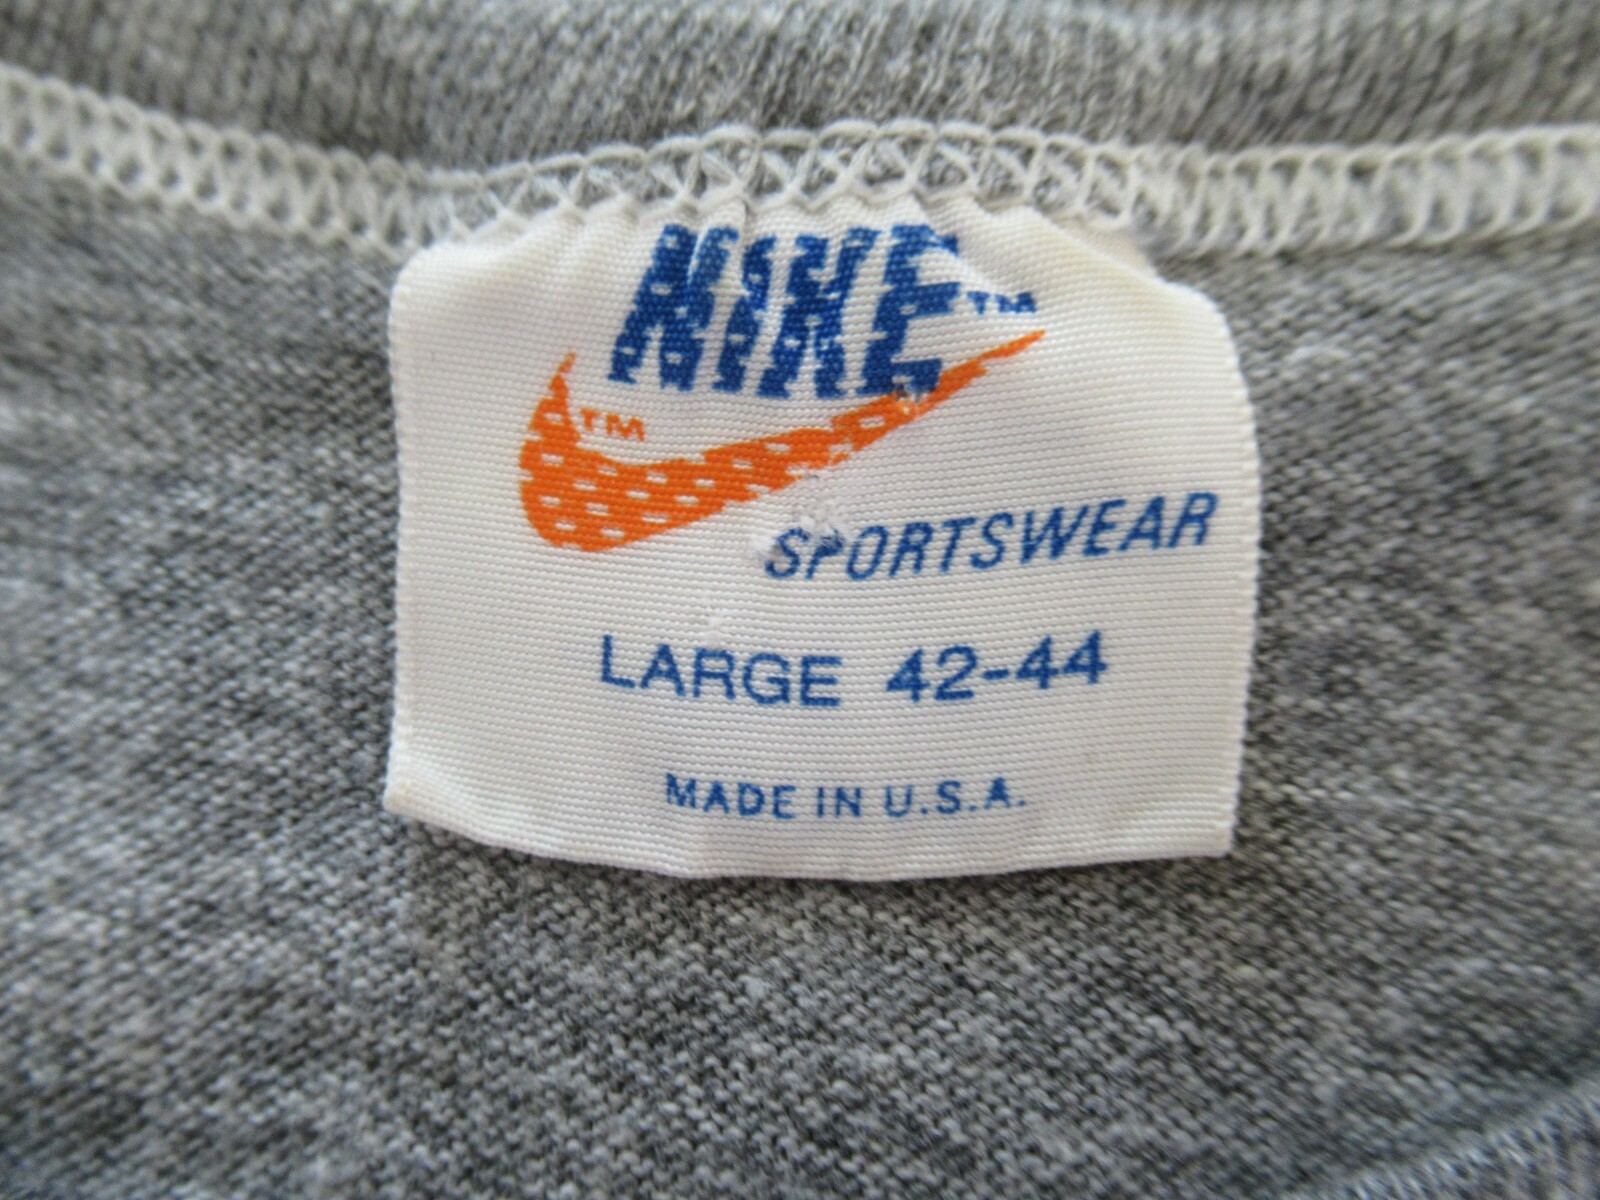 NIKE™
™
SPORTSWEAR
LARGE 42-44
MADE IN U.S.A.